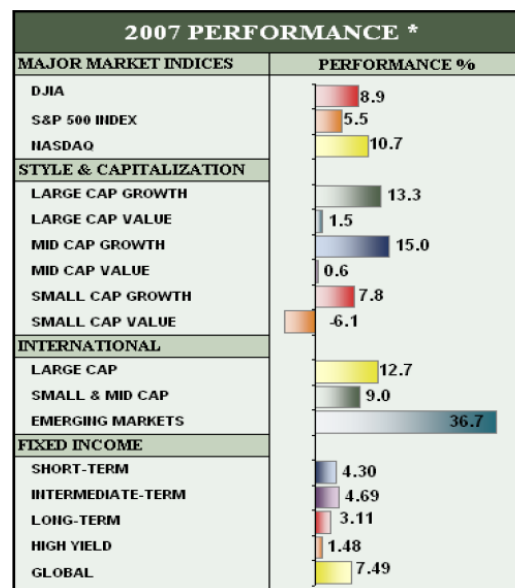 2007 PERFORMANCE *
MAJOR MARKET INDICES PERFORMANCE %
DJIA 8.9
S&P 500 INDEX 5.5
NASDAQ 10.7
STYLE & CAPITALIZATION
LARGE CAP GROWTH 13.3
LARGE CAP VALUE 1.5
MID CAP GROWTH 15.0
MID CAP VALUE 0.6
SMALL CAP GROWTH 7.8
SMALL CAP VALUE -6.1
INTERNATIONAL
LARGE CAP 12.7
SMALL & MID CAP 9.0
EMERGING MARKETS 36.7
FIXED INCOME
SHORT-TERM 4.30
INTERMEDIATE-TERM 4.69
LONG-TERM 3.11
HIGH YIELD 1.48
GLOBAL 7.49